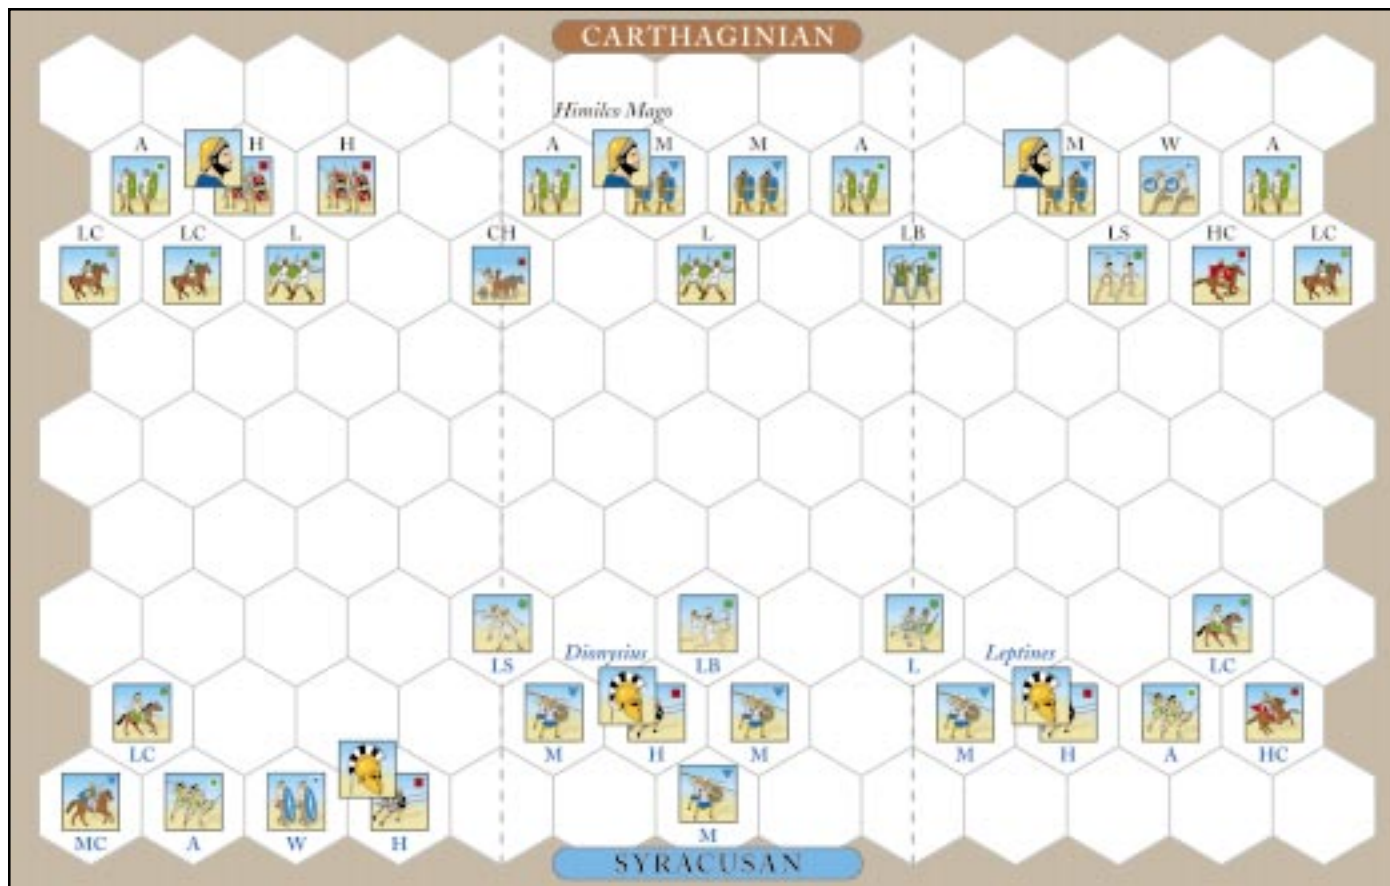 CARTHAGINIAN
Himilco Mago
A H H A M M A M W A
LC LC L CH L LB LS HC LC
LS Dionysius LB L Leptines LC
LC M H M M H A HC
MC A W H M
SYRACUSAN